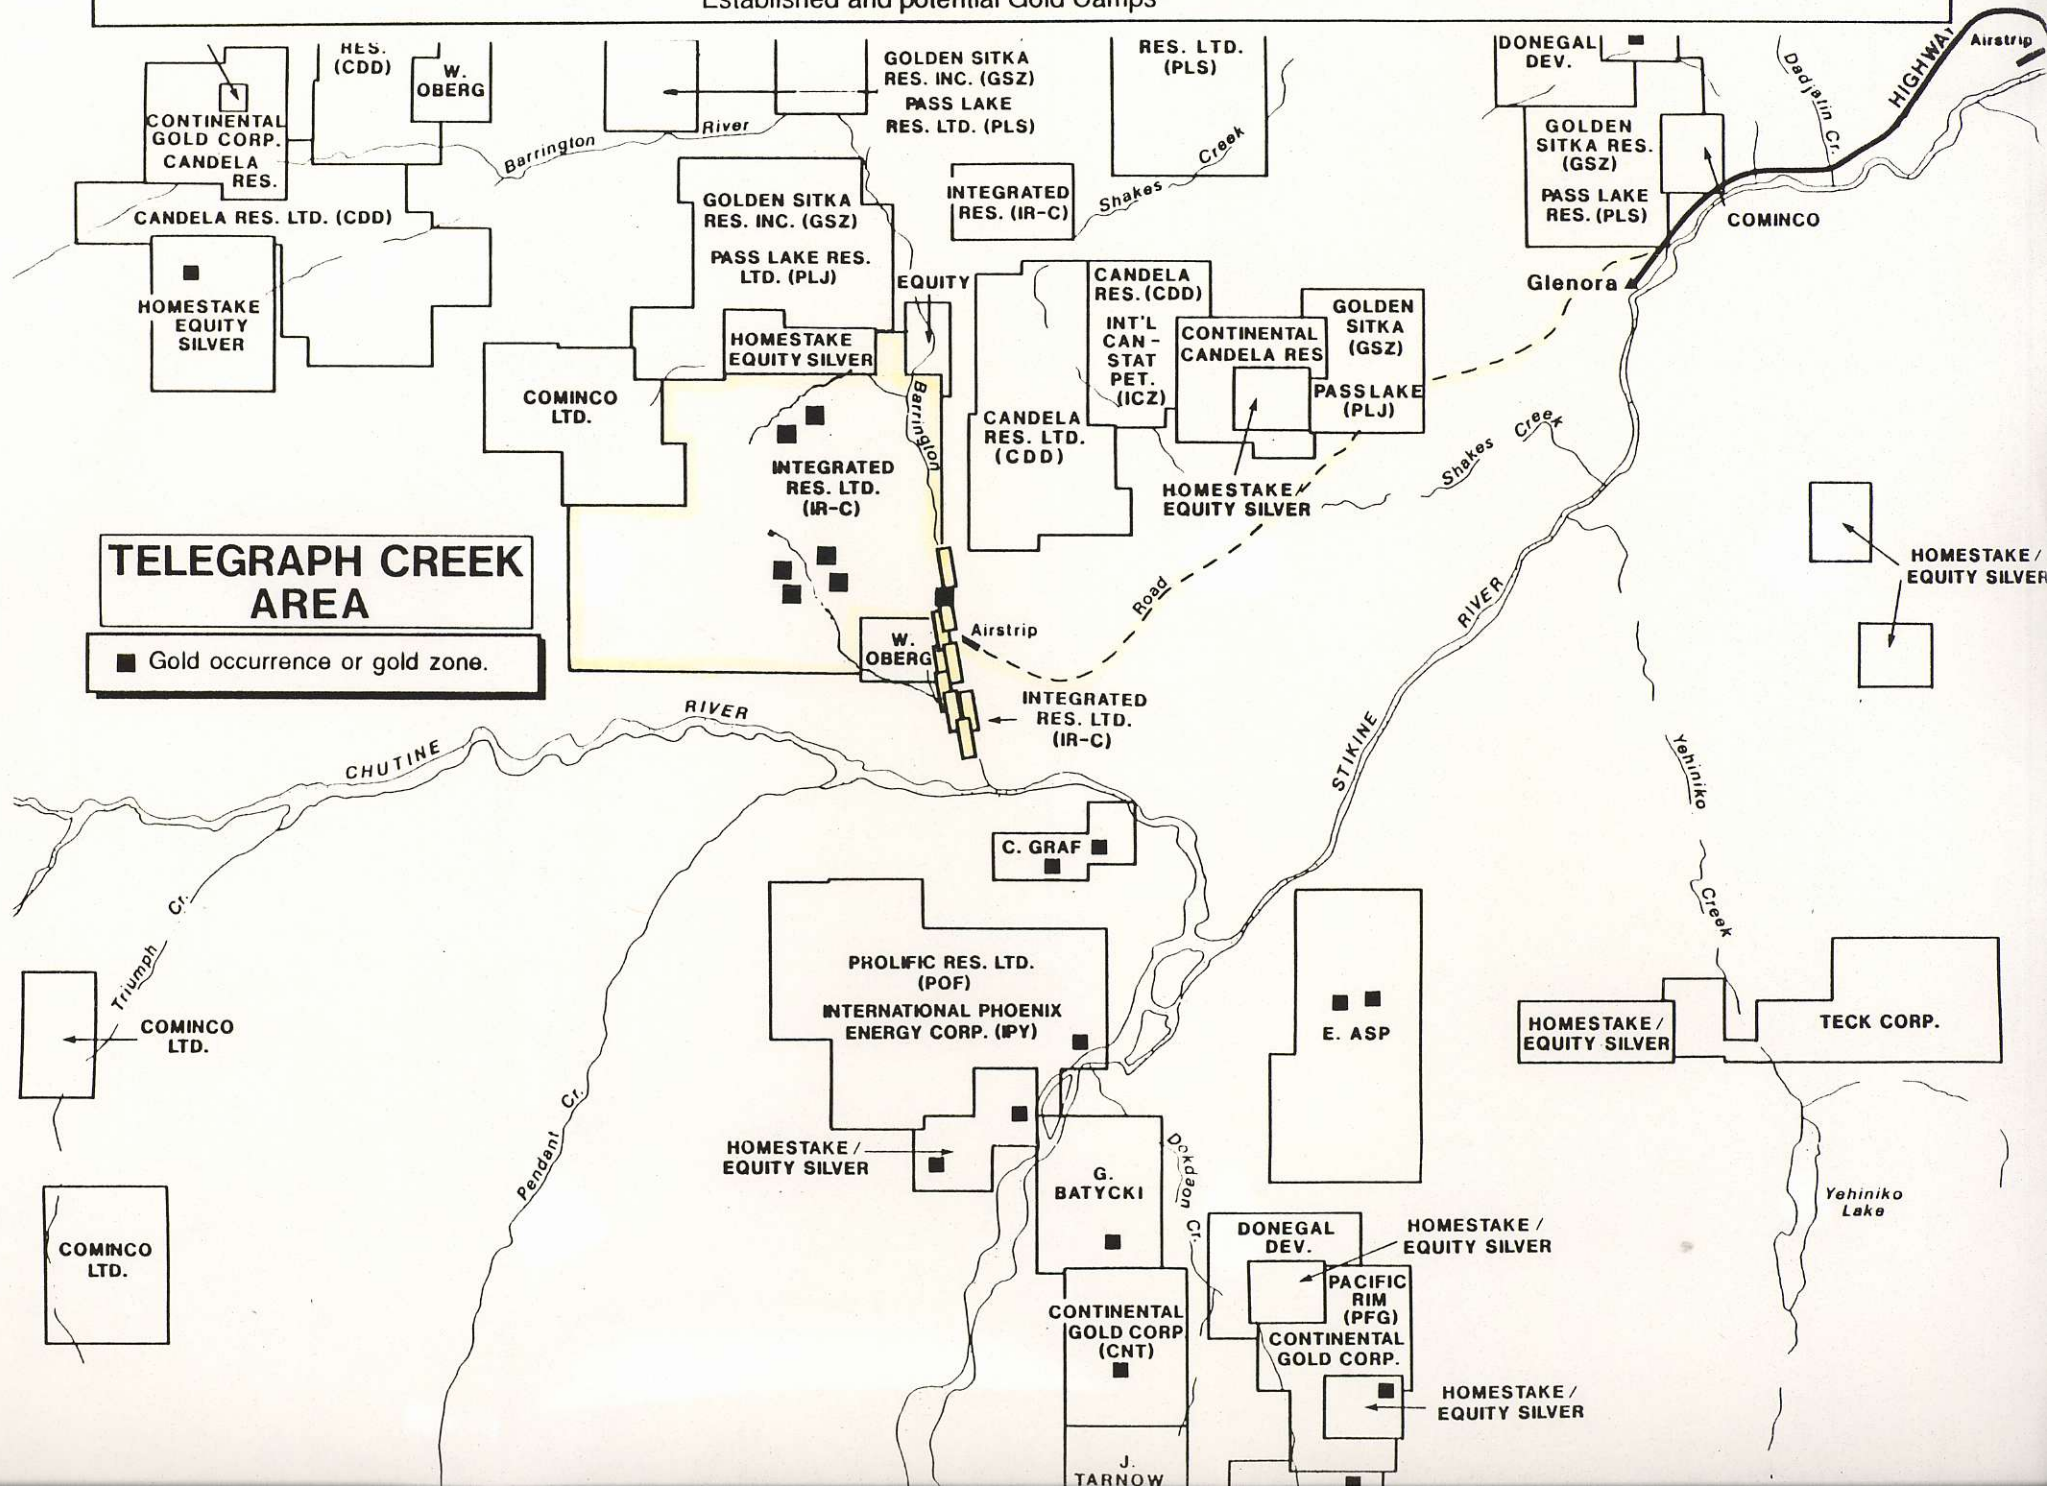 Established and potential Gold Camps
RES.
(CDD)
W.
OBERG
CONTINENTAL
GOLD CORP.
CANDELA
RES.
CANDELA RES. LTD. (CDD)
HOMESTAKE
EQUITY
SILVER
Barrington
River
GOLDEN SITKA
RES. INC. (GSZ)
PASS LAKE
RES. LTD. (PLS)
RES. LTD.
(PLS)
Shakes
Creek
INTEGRATED
RES. (IR-C)
DONEGAL
DEV.
GOLDEN
SITKA RES.
(GSZ)
PASS LAKE
RES. (PLS)
COMINCO
Dadjatin Cr.
HIGHWAY
Airstrip
Glenora
GOLDEN SITKA
RES. INC. (GSZ)
PASS LAKE RES.
LTD. (PLJ)
EQUITY
HOMESTAKE
EQUITY SILVER
COMINCO
LTD.
Barrington
INTEGRATED
RES. LTD.
(IR-C)
CANDELA
RES. (CDD)
INT'L
CAN-
STAT
PET.
(ICZ)
CANDELA
RES. LTD.
(CDD)
CONTINENTAL
CANDELA RES
GOLDEN
SITKA
(GSZ)
PASS LAKE
(PLJ)
HOMESTAKE/
EQUITY SILVER
Shakes Creek
HOMESTAKE/
EQUITY SILVER
TELEGRAPH CREEK
AREA
Gold occurrence or gold zone.
W.
OBERG
Airstrip
Road
INTEGRATED
RES. LTD.
(IR-C)
STIKINE RIVER
CHUTINE RIVER
Yehiniko
Creek
C. GRAF
Triumph Cr.
COMINCO
LTD.
COMINCO
LTD.
Pendant Cr.
PROLIFIC RES. LTD.
(POF)
INTERNATIONAL PHOENIX
ENERGY CORP. (IPY)
E. ASP
HOMESTAKE/
EQUITY SILVER
TECK CORP.
HOMESTAKE/
EQUITY SILVER
G.
BATYCKI
Dokdaon Cr.
Yehiniko
Lake
DONEGAL
DEV.
HOMESTAKE/
EQUITY SILVER
PACIFIC
RIM
(PFG)
CONTINENTAL
GOLD CORP.
CONTINENTAL
GOLD CORP
(CNT)
HOMESTAKE/
EQUITY SILVER
J.
TARNOW